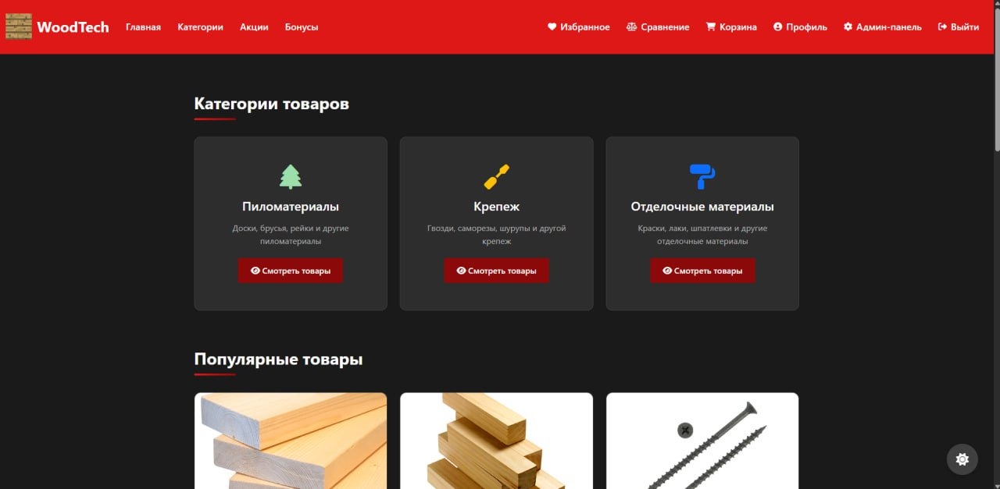 WoodTech Главная Категории Акции Бонусы Избранное Сравнение Корзина Профиль Админ-панель Выйти
Категории товаров
Пиломатериалы
Доски, брусья, рейки и другие
пиломатериалы
Смотреть товары
Крепеж
Гвозди, саморезы, шурупы и другой
крепеж
Смотреть товары
Отделочные материалы
Краски, лаки, шпатлевки и другие
отделочные материалы
Смотреть товары
Популярные товары